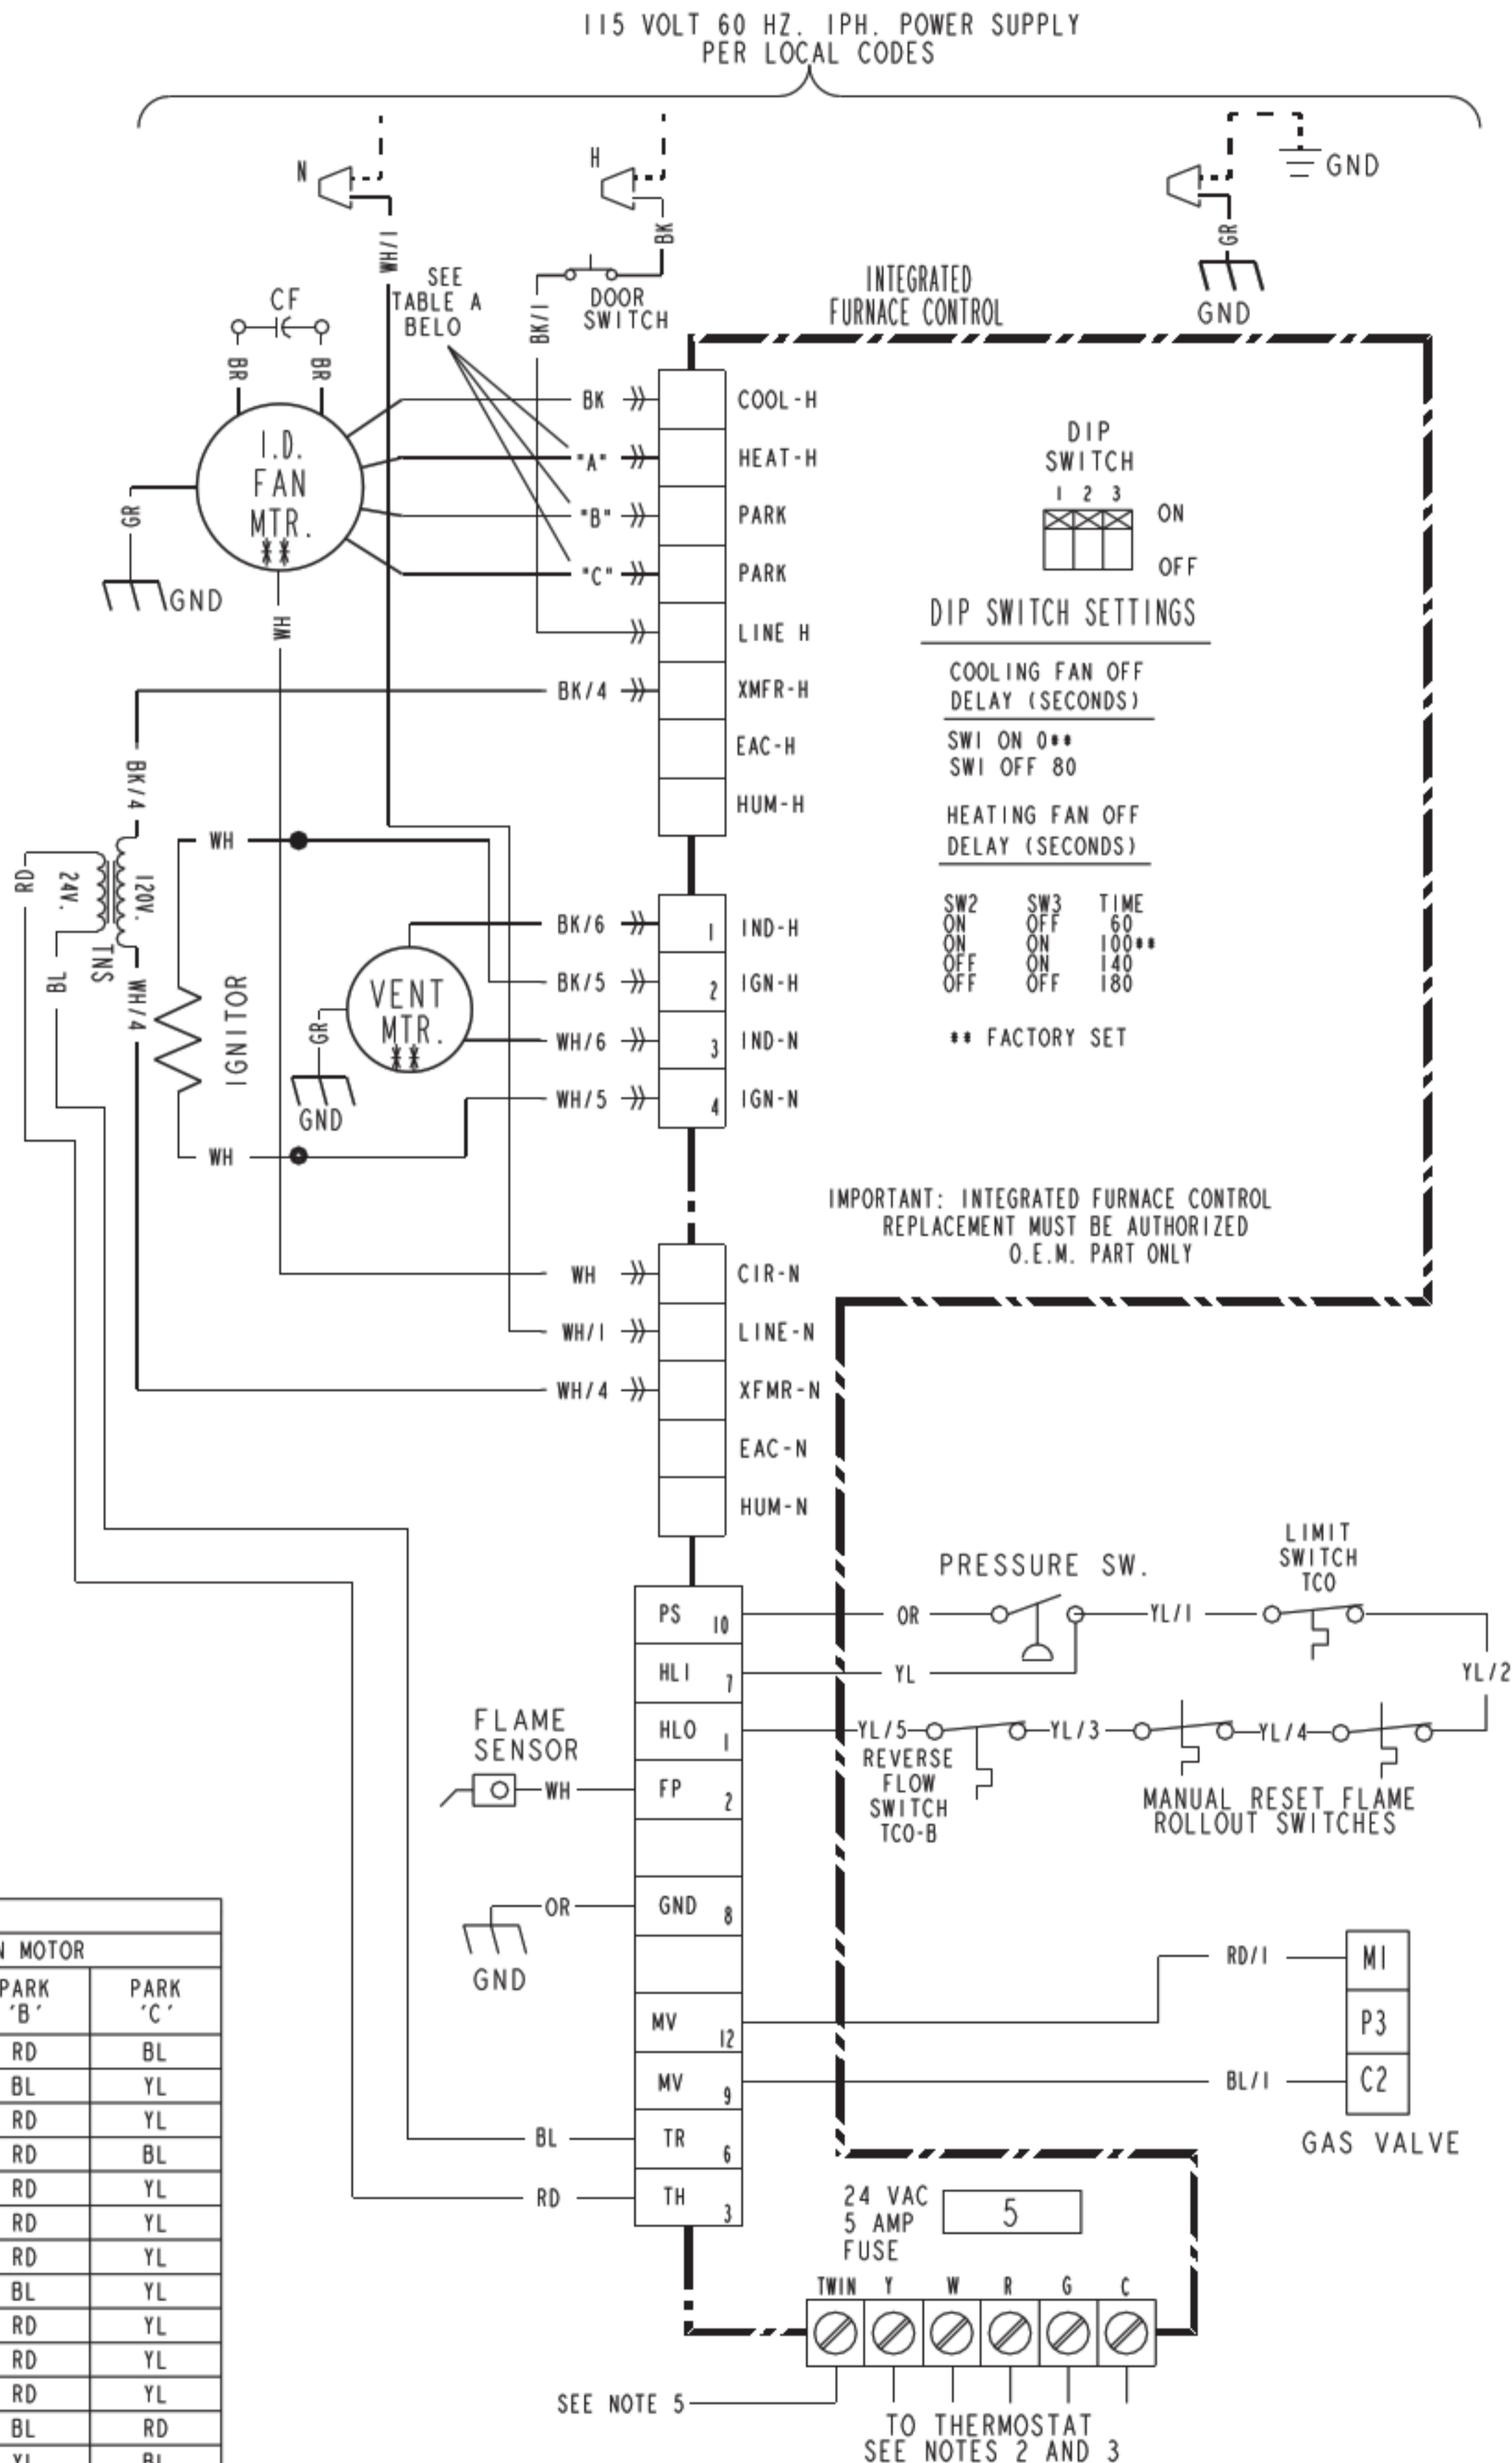 115 VOLT 60 HZ. 1PH. POWER SUPPLY
PER LOCAL CODES
N
H
GND
1/WH
BK
GR
GND
SEE
TABLE A
BELO
DOOR
SWITCH
BK/1
INTEGRATED
FURNACE CONTROL
CF
BR
BR
I.D.
FAN
MTR.
GR
GND
WH
BK
COOL-H
"A"
HEAT-H
"B"
PARK
"C"
PARK
LINE H
BK/4
XMFR-H
EAC-H
HUM-H
DIP
SWITCH
1 2 3
ON
OFF
DIP SWITCH SETTINGS
COOLING FAN OFF
DELAY (SECONDS)
SW1 ON 0**
SW1 OFF 80
HEATING FAN OFF
DELAY (SECONDS)
SW2 SW3 TIME
ON OFF 60
ON ON 100**
OFF ON 140
OFF OFF 180
** FACTORY SET
BK/4
RD
24V.
120V.
TNS
BL
WH/4
WH
IGNITOR
WH
VENT
MTR.
GR
GND
BK/6
1
IND-H
BK/5
2
IGN-H
WH/6
3
IND-N
WH/5
4
IGN-N
IMPORTANT: INTEGRATED FURNACE CONTROL
REPLACEMENT MUST BE AUTHORIZED
O.E.M. PART ONLY
WH
CIR-N
WH/1
LINE-N
WH/4
XFMR-N
EAC-N
HUM-N
PRESSURE SW.
LIMIT
SWITCH
TCO
PS 10
OR
YL/1
HLI 7
YL
YL/2
HLO 1
YL/5
YL/3
YL/4
REVERSE
FLOW
SWITCH
TCO-B
MANUAL RESET FLAME
ROLLOUT SWITCHES
FLAME
SENSOR
WH
FP 2
OR
GND 8
GND
MV 12
RD/1
M1
P3
MV 9
BL/1
C2
GAS VALVE
BL
TR 6
RD
TH 3
24 VAC
5 AMP
FUSE
5
TWIN Y W R G C
SEE NOTE 5
TO THERMOSTAT
SEE NOTES 2 AND 3
MOTOR
PARK PARK
'B' 'C'
RD BL
BL YL
RD YL
RD BL
RD YL
RD YL
RD YL
BL YL
RD YL
RD YL
RD YL
BL RD
YL BL